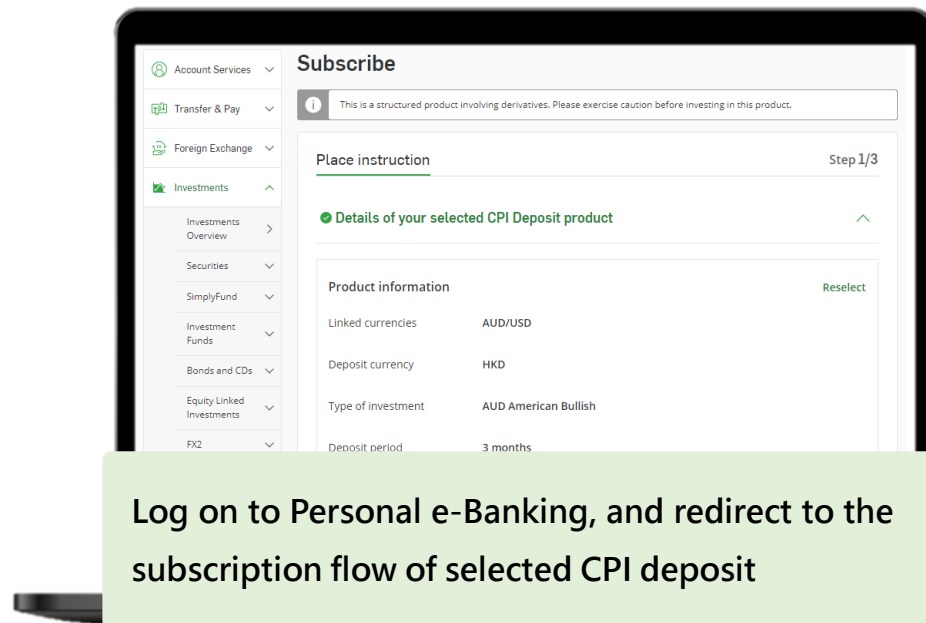 Account Services
Transfer & Pay
Foreign Exchange
Investments
Investments
Overview
Securities
SimplyFund
Investment
Funds
Bonds and CDs
Equity Linked
Investments
FX2
Subscribe
This is a structured product involving derivatives. Please exercise caution before investing in this product.
Place instruction Step 1/3
Details of your selected CPI Deposit product
Product information Reselect
Linked currencies AUD/USD
Deposit currency HKD
Type of investment AUD American Bullish
Deposit period 3 months
Log on to Personal e-Banking, and redirect to the
subscription flow of selected CPI deposit